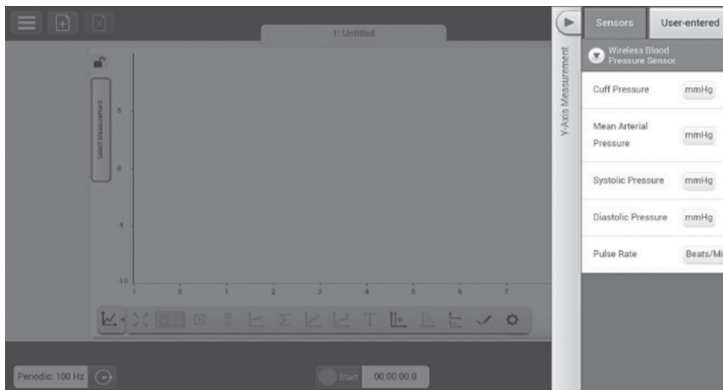 1: Untitled
Select Measurement
5
0
-5
-10
1
0
1
2
3
4
5
6
7
Σ
T
Periodic: 100 Hz
Start
00:00:00.0
Y-Axis Measurement
Sensors
User-entered
Wireless Blood
Pressure Sensor
Cuff Pressure
mmHg
Mean Arterial
Pressure
mmHg
Systolic Pressure
mmHg
Diastolic Pressure
mmHg
Pulse Rate
Beats/Mi